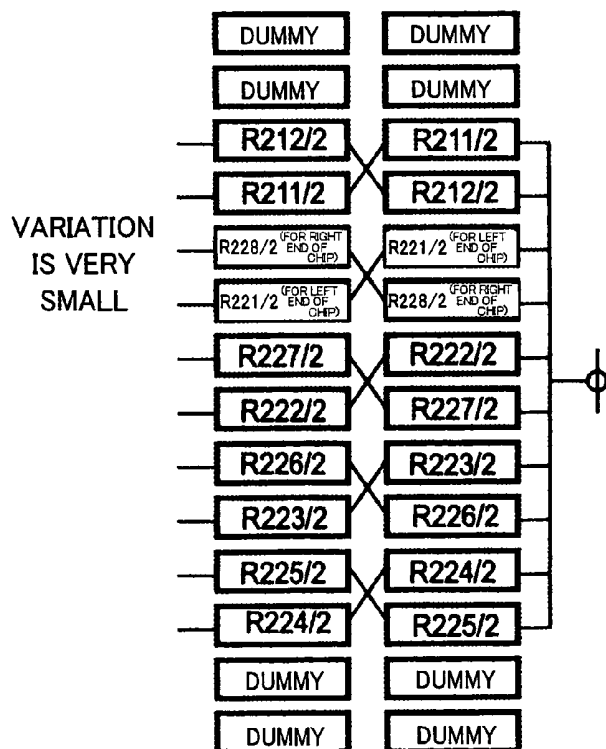 DUMMY DUMMY
DUMMY DUMMY
R212/2 R211/2
R211/2 R212/2
VARIATION
IS VERY
SMALL
R228/2 (FOR RIGHT END OF CHIP) R221/2 (FOR LEFT END OF CHIP)
R221/2 (FOR LEFT END OF CHIP) R228/2 (FOR RIGHT END OF CHIP)
R227/2 R222/2
R222/2 R227/2
R226/2 R223/2
R223/2 R226/2
R225/2 R224/2
R224/2 R225/2
DUMMY DUMMY
DUMMY DUMMY